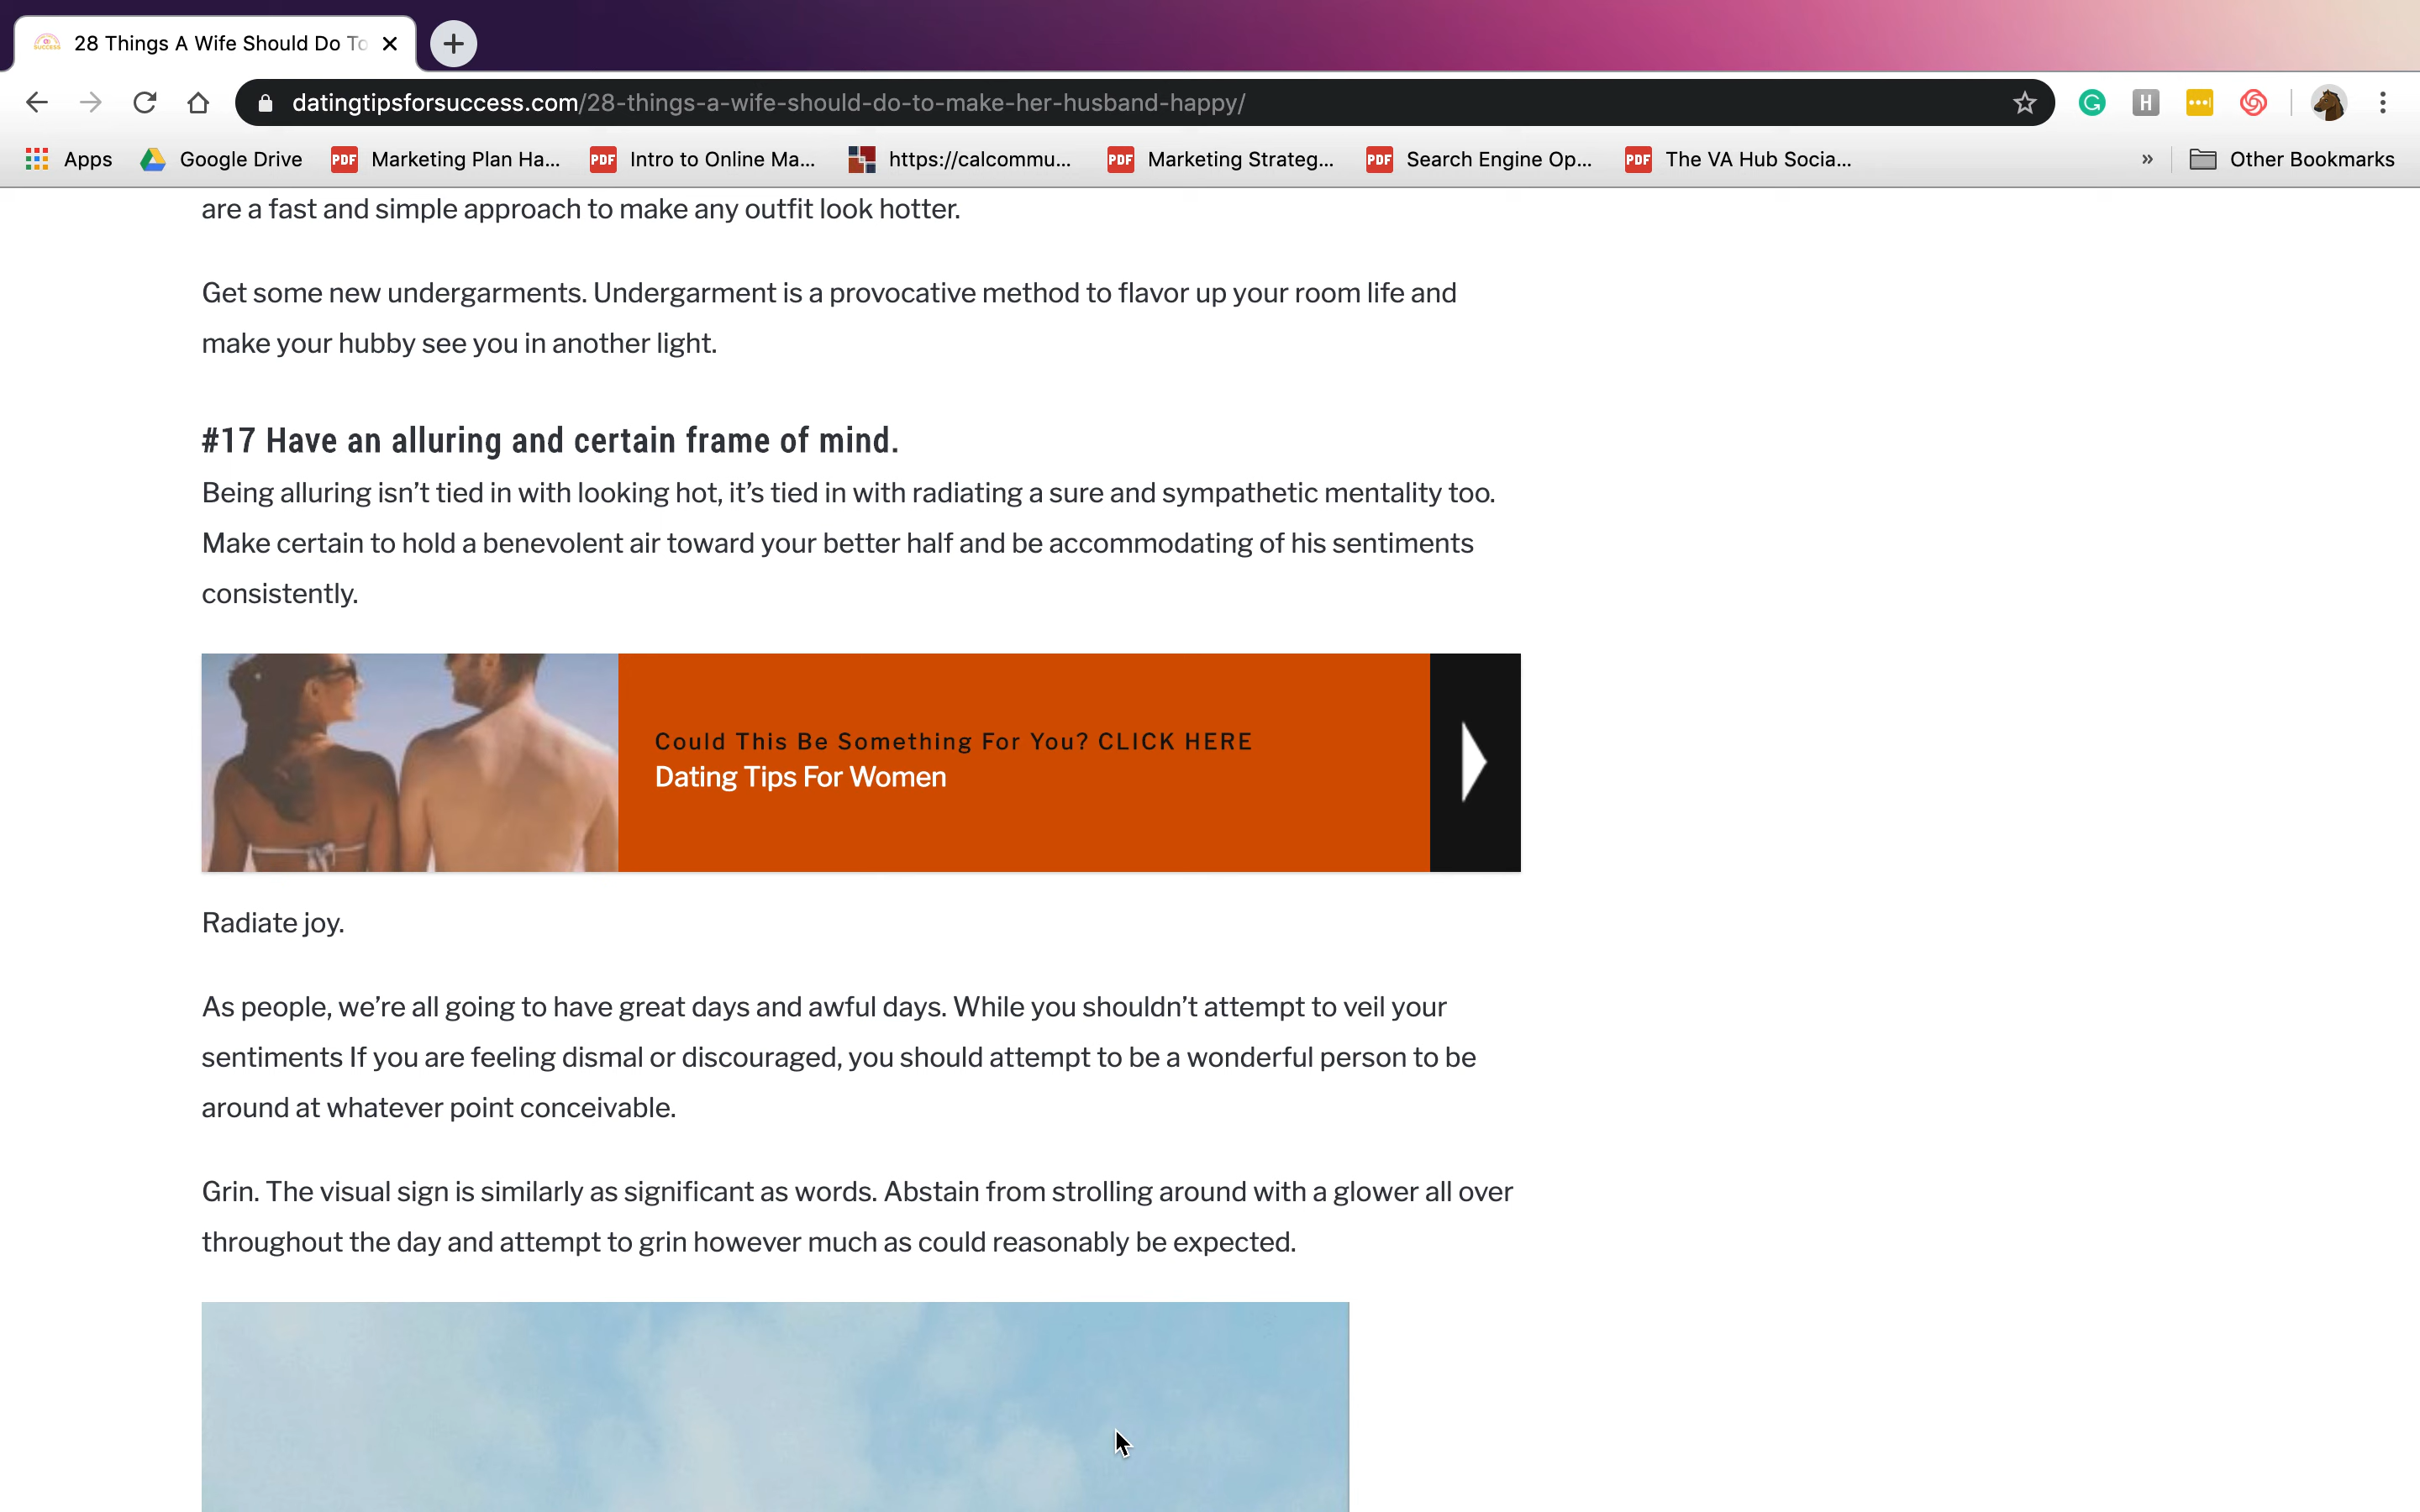 28 Things A Wife Should Do To
datingtipsforsuccess.com/28-things-a-wife-should-do-to-make-her-husband-happy/
Apps
Google Drive
PDF Marketing Plan Ha...
PDF Intro to Online Ma...
https://calcommu...
PDF Marketing Strateg...
PDF Search Engine Op...
PDF The VA Hub Socia...
»
Other Bookmarks
are a fast and simple approach to make any outfit look hotter.
Get some new undergarments. Undergarment is a provocative method to flavor up your room life and
make your hubby see you in another light.
#17 Have an alluring and certain frame of mind.
Being alluring isn’t tied in with looking hot, it’s tied in with radiating a sure and sympathetic mentality too.
Make certain to hold a benevolent air toward your better half and be accommodating of his sentiments
consistently.
Could This Be Something For You? CLICK HERE
Dating Tips For Women
Radiate joy.
As people, we’re all going to have great days and awful days. While you shouldn’t attempt to veil your
sentiments If you are feeling dismal or discouraged, you should attempt to be a wonderful person to be
around at whatever point conceivable.
Grin. The visual sign is similarly as significant as words. Abstain from strolling around with a glower all over
throughout the day and attempt to grin however much as could reasonably be expected.